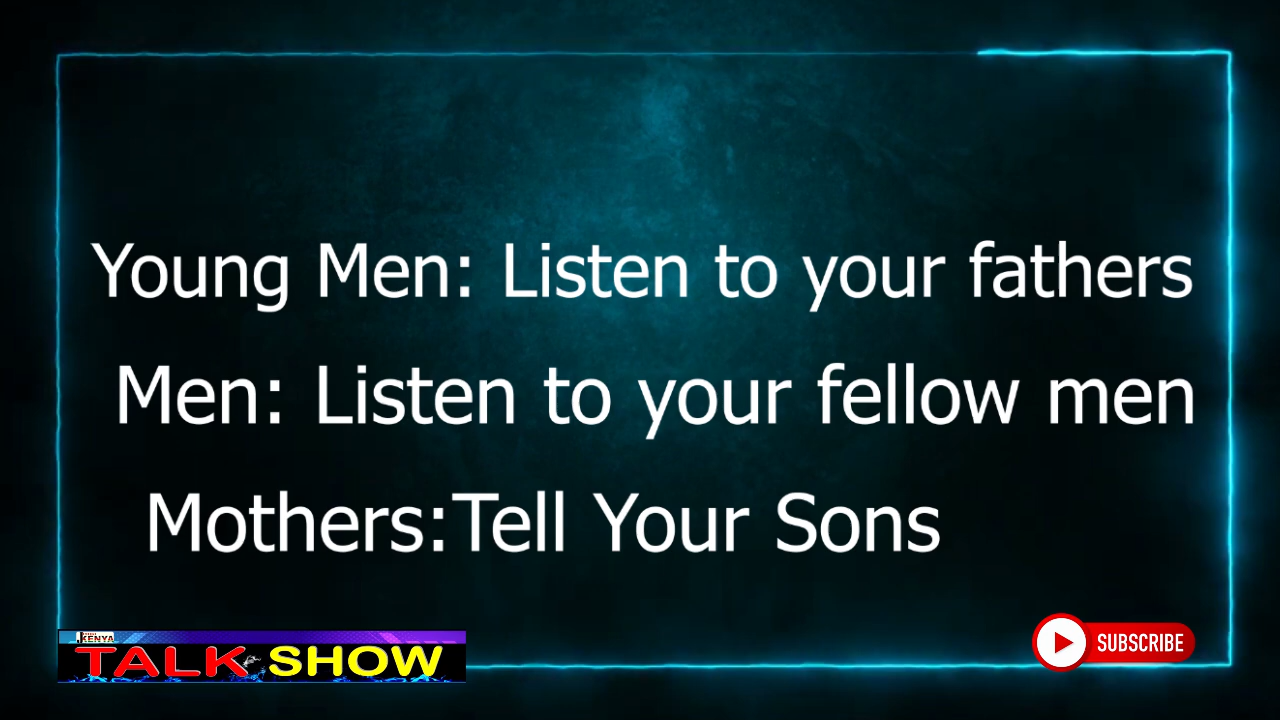 Young Men: Listen to your fathers
Men: Listen to your fellow men
Mothers:Tell Your Sons
KENYA
TALK SHOW
SUBSCRIBE